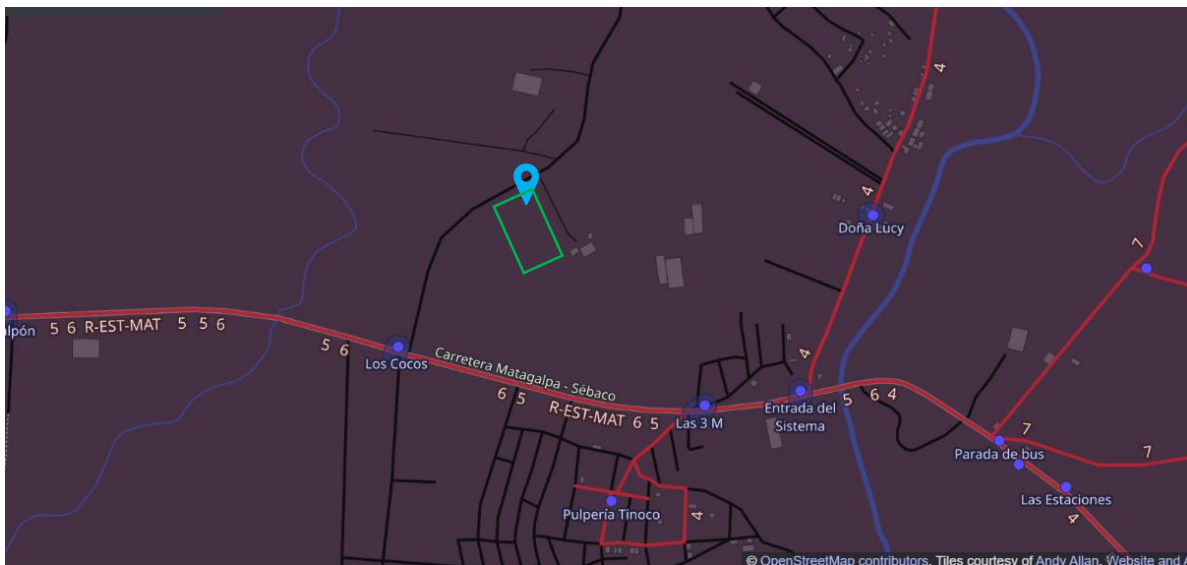 4
4
Doña Lucy
7
lpón
5 6 R-EST-MAT 5 5 6
5 6
Los Cocos
Carretera Matagalpa - Sébaco
4
6 5
R-EST-MAT 6 5
Las 3 M
Entrada del
Sistema
5 6 4
7
Parada de bus
7
Las Estaciones
Pulpería Tinoco
4
4
© OpenStreetMap contributors. Tiles courtesy of Andy Allan, Website and A